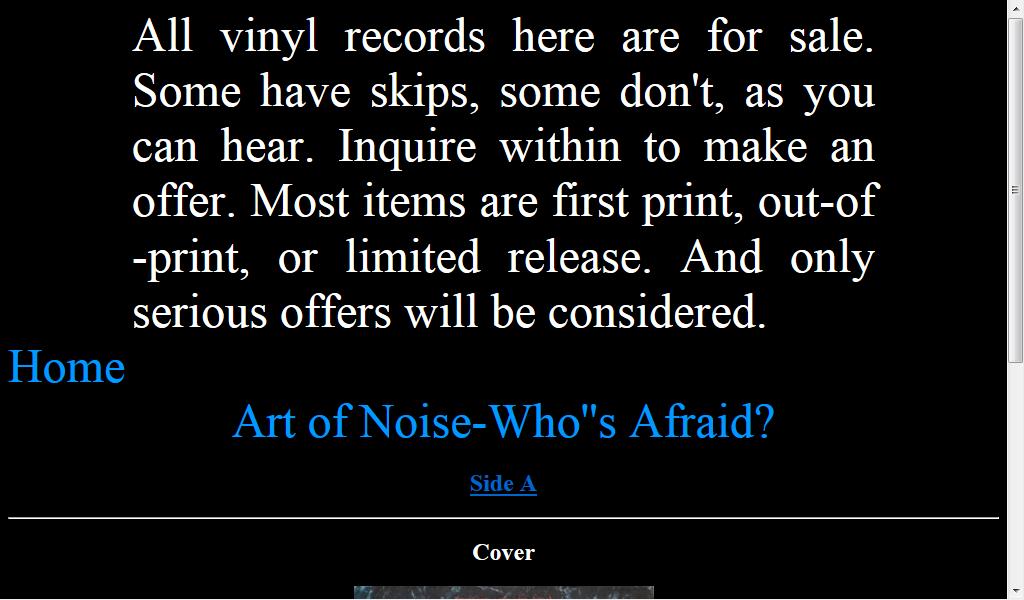 All vinyl records here are for sale.
Some have skips, some don't, as you
can hear. Inquire within to make an
offer. Most items are first print, out-of
-print, or limited release. And only
serious offers will be considered.
Home
Art of Noise-Who"s Afraid?
Side A
Cover